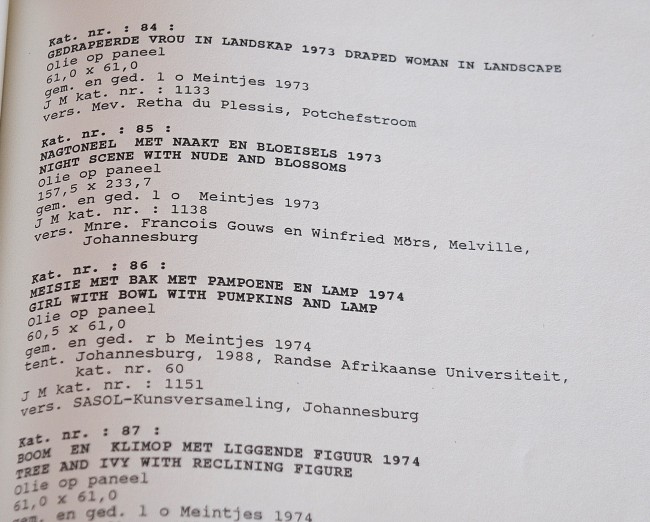 Kat. nr. : 84 :
GEDRAPEERDE VROU IN LANDSKAP 1973 DRAPED WOMAN IN LANDSCAPE
olie op paneel
61,0 x 61,0
gem. en ged. l o Meintjes 1973
J M kat. nr. : 1133
vers. Mev. Retha du Plessis, Potchefstroom
Kat. nr. : 85 :
NAGTONEEL MET NAAKT EN BLOEISELS 1973
NIGHT SCENE WITH NUDE AND BLOSSOMS
olie op paneel
157,5 x 233,7
gem. en ged. l o Meintjes 1973
J M kat. nr. : 1138
vers. Mnre. Francois Gouws en Winfried Mörs, Melville,
Johannesburg
Kat. nr. : 86 :
MEISIE MET BAK MET PAMPOENE EN LAMP 1974
GIRL WITH BOWL WITH PUMPKINS AND LAMP
olie op paneel
60,5 x 61,0
gem. en ged. r b Meintjes 1974
tent. Johannesburg, 1988, Randse Afrikaanse Universiteit,
kat. nr. 60
J M kat. nr. : 1151
vers. SASOL-Kunsversameling, Johannesburg
Kat. nr. : 87 :
BOOM EN KLIMOP MET LIGGENDE FIGUUR 1974
TREE AND IVY WITH RECLINING FIGURE
olie op paneel
61,0 x 61,0
gem. en ged. l o Meintjes 1974